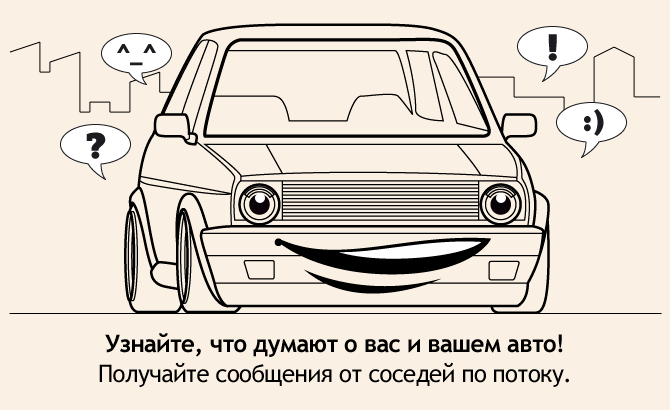 ^_^
!
?
:)
Узнайте, что думают о вас и вашем авто!
Получайте сообщения от соседей по потоку.